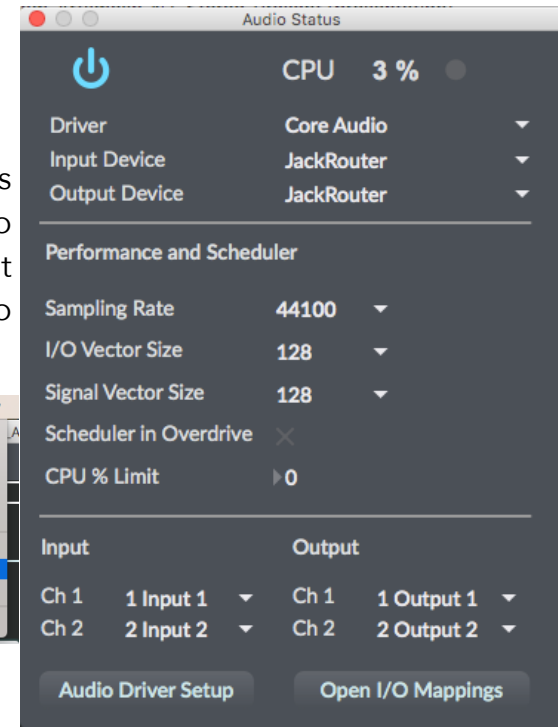 Audio Status
CPU 3 %
Driver Core Audio
Input Device JackRouter
Output Device JackRouter
Performance and Scheduler
Sampling Rate 44100
I/O Vector Size 128
Signal Vector Size 128
Scheduler in Overdrive
CPU % Limit 0
Input Output
Ch 1 1 Input 1 Ch 1 1 Output 1
Ch 2 2 Input 2 Ch 2 2 Output 2
Audio Driver Setup Open I/O Mappings